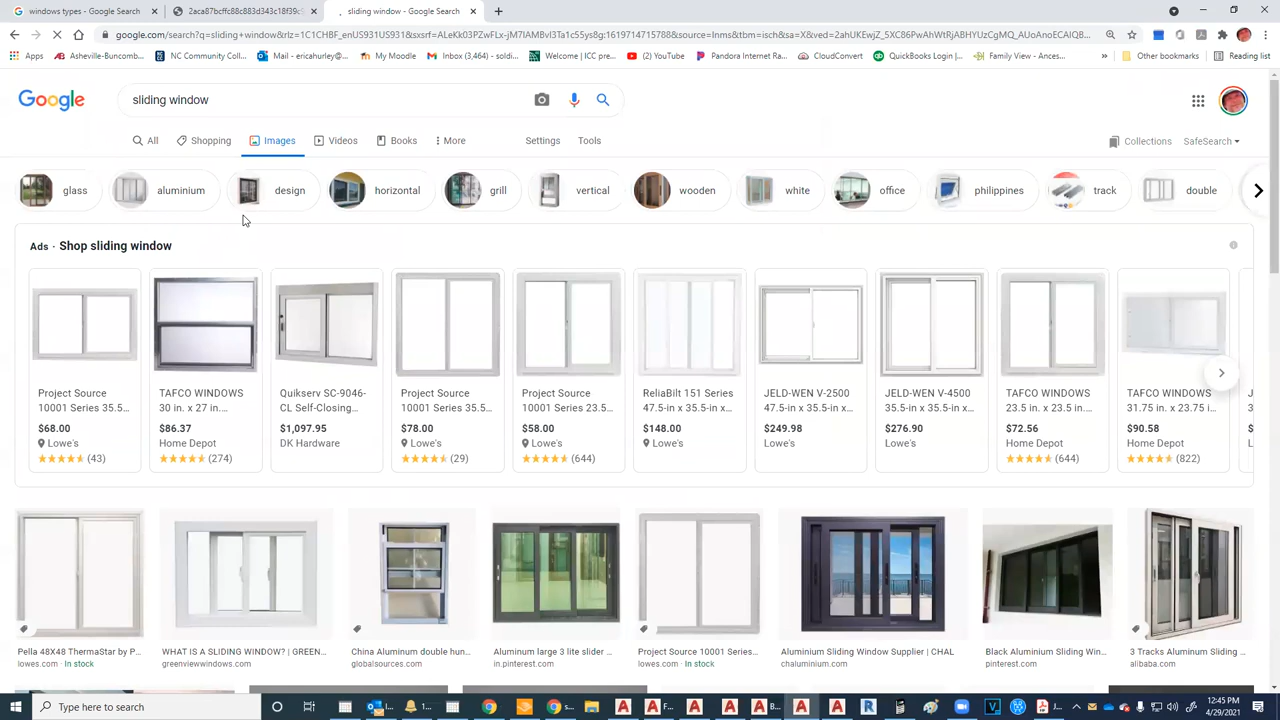 windows types - Google Search
2aca87bcffc88c883d343c18f39c
sliding window - Google Search
google.com/search?q=sliding+window&rlz=1C1CHBF_enUS931US931&sxsrf=ALeKk03PZwFLx-jM7IAMBvI3Ta1c55ys8g:1619714715788&source=lnms&tbm=isch&sa=X&ved=2ahUKEwjZ_5XC86PwAhWtRjABHYUzCgMQ_AUoAnoECAIQB...
Apps
Asheville-Buncomb...
NC Community Coll...
Mail - ericahurley@...
My Moodle
Inbox (3,464) - solid...
Welcome | ICC pre...
(2) YouTube
Pandora Internet Ra...
CloudConvert
QuickBooks Login |...
Family View - Ances...
»
Other bookmarks
Reading list
Google
sliding window
All
Shopping
Images
Videos
Books
More
Settings
Tools
Collections
SafeSearch
glass
aluminium
design
horizontal
grill
vertical
wooden
white
office
philippines
track
double
Ads · Shop sliding window
Project Source
10001 Series 35.5...
$68.00
Lowe's
(43)
TAFCO WINDOWS
30 in. x 27 in....
$86.37
Home Depot
(274)
Quikserv SC-9046-
CL Self-Closing...
$1,097.95
DK Hardware
Project Source
10001 Series 35.5...
$78.00
Lowe's
(29)
Project Source
10001 Series 23.5...
$58.00
Lowe's
(644)
ReliaBilt 151 Series
47.5-in x 35.5-in x...
$148.00
Lowe's
JELD-WEN V-2500
47.5-in x 35.5-in x...
$249.98
Lowe's
JELD-WEN V-4500
35.5-in x 35.5-in x...
$276.90
Lowe's
TAFCO WINDOWS
23.5 in. x 23.5 in....
$72.56
Home Depot
(644)
TAFCO WINDOWS
31.75 in. x 23.75 i...
$90.58
Home Depot
(822)
Pella 48X48 ThermaStar by P...
lowes.com · In stock
WHAT IS A SLIDING WINDOW? | GREEN...
greenviewwindows.com
China Aluminum double hun...
globalsources.com
Aluminum large 3 lite slider ...
in.pinterest.com
Project Source 10001 Series...
lowes.com · In stock
Aluminium Sliding Window Supplier | CHAL
chaluminium.com
Black Aluminium Sliding Win...
pinterest.com
3 Tracks Aluminum Sliding ...
alibaba.com
Type here to search
12:45 PM
4/29/2021